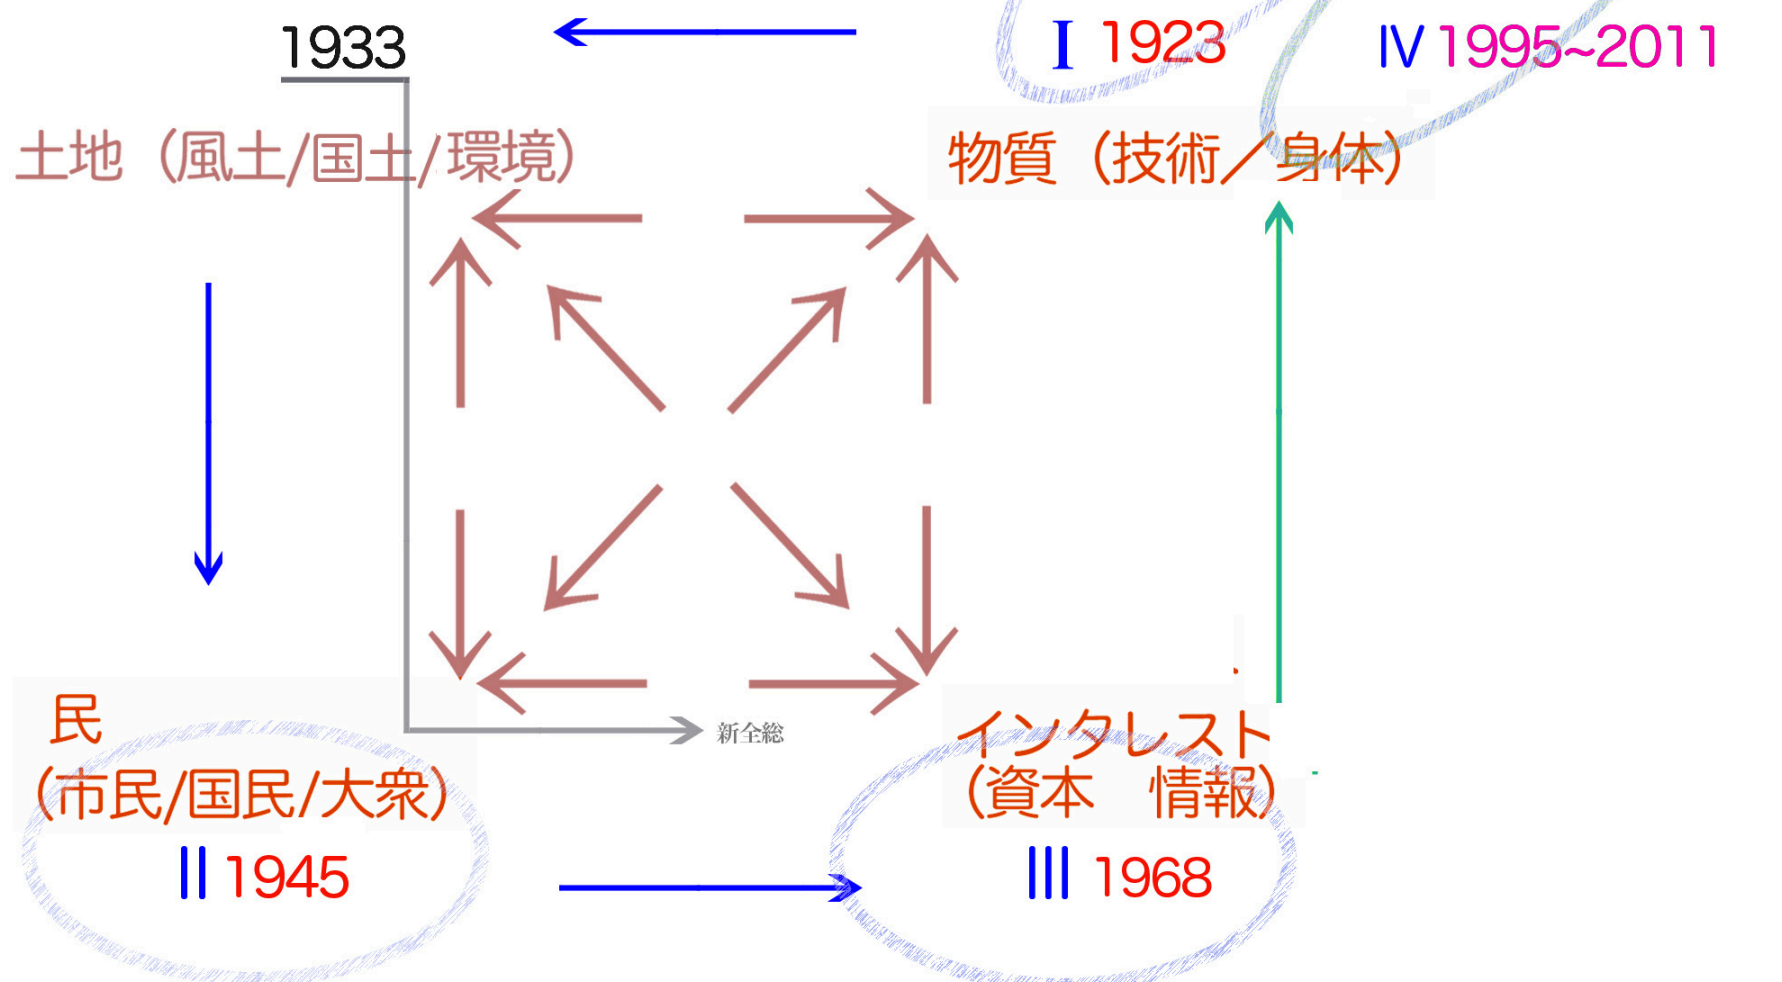 1933
I 1923
IV 1995~2011
土地（風土/国土/環境）
物質（技術／身体）
新全総
民
（市民/国民/大衆）
インタレスト
（資本　情報）
II 1945
III 1968